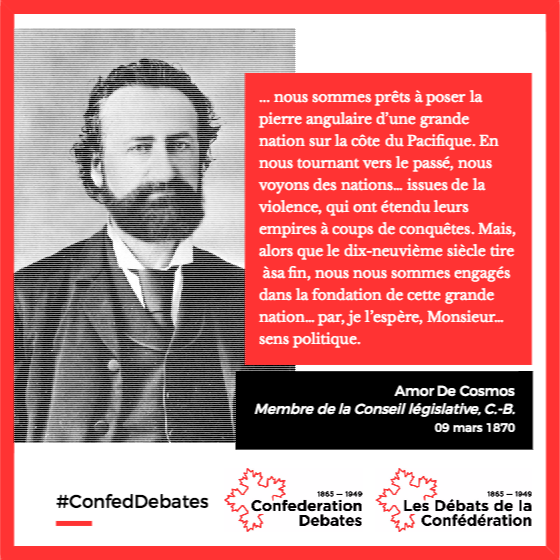 ... nous sommes prêts à poser la
pierre angulaire d'une grande
nation sur la côte du Pacifique. En
nous tournant vers le passé, nous
voyons des nations... issues de la
violence, qui ont étendu leurs
empires à coups de conquêtes. Mais,
alors que le dix-neuvième siècle tire
àsa fin, nous nous sommes engagés
dans la fondation de cette grande
nation... par, je l'espère, Monsieur...
sens politique.
Amor De Cosmos
Membre de la Conseil législative, C.-B.
09 mars 1870
#ConfedDebates
1865 — 1949
Confederation
Debates
1865 — 1949
Les Débats de la
Confédération